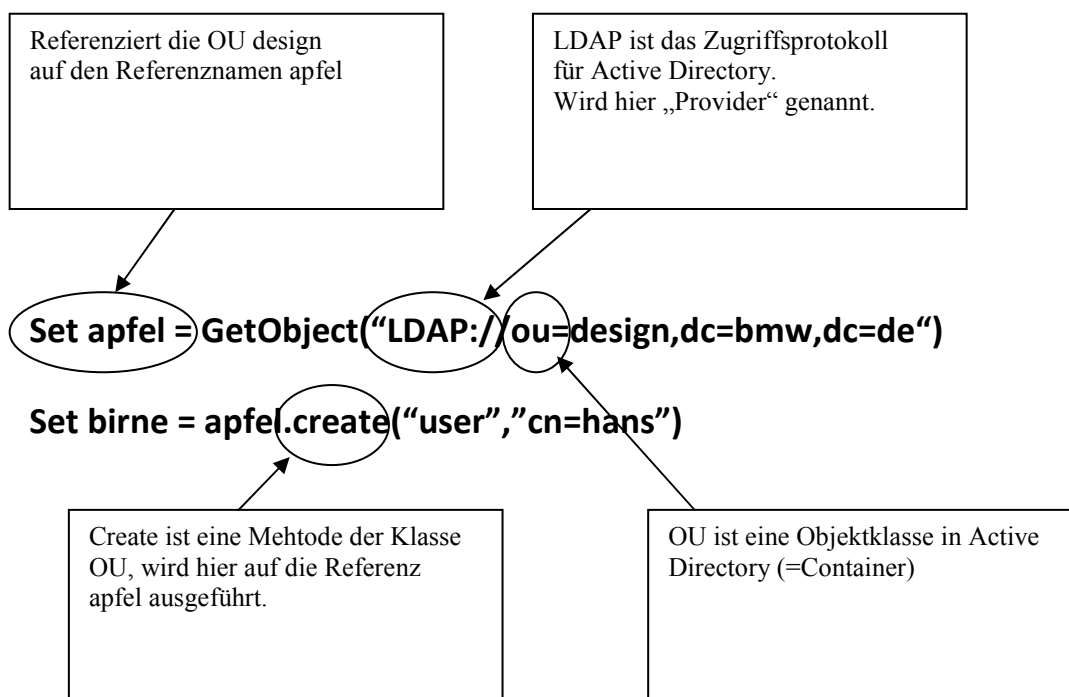 Referenziert die OU design
auf den Referenznamen apfel
LDAP ist das Zugriffsprotokoll
für Active Directory.
Wird hier „Provider“ genannt.
Set apfel = GetObject(“LDAP://ou=design,dc=bmw,dc=de“)
Set birne = apfel.create(“user”,”cn=hans”)
Create ist eine Mehtode der Klasse
OU, wird hier auf die Referenz
apfel ausgeführt.
OU ist eine Objektklasse in Active
Directory (=Container)